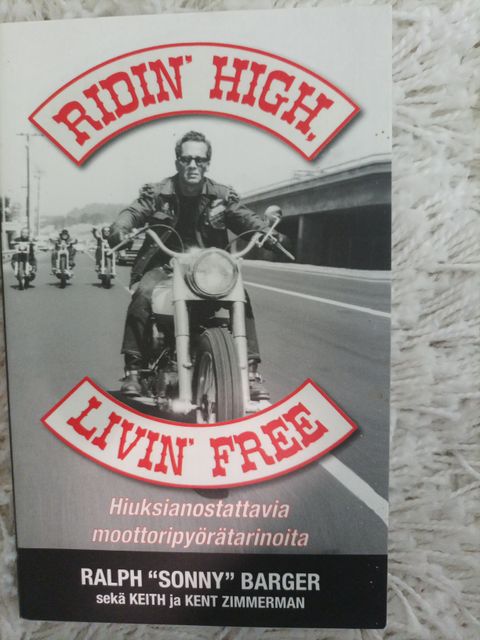 RIDIN' HIGH,
LIVIN' FREE
Hiuksianostattavia
moottoripyörätarinoita
RALPH "SONNY" BARGER
sekä KEITH ja KENT ZIMMERMAN